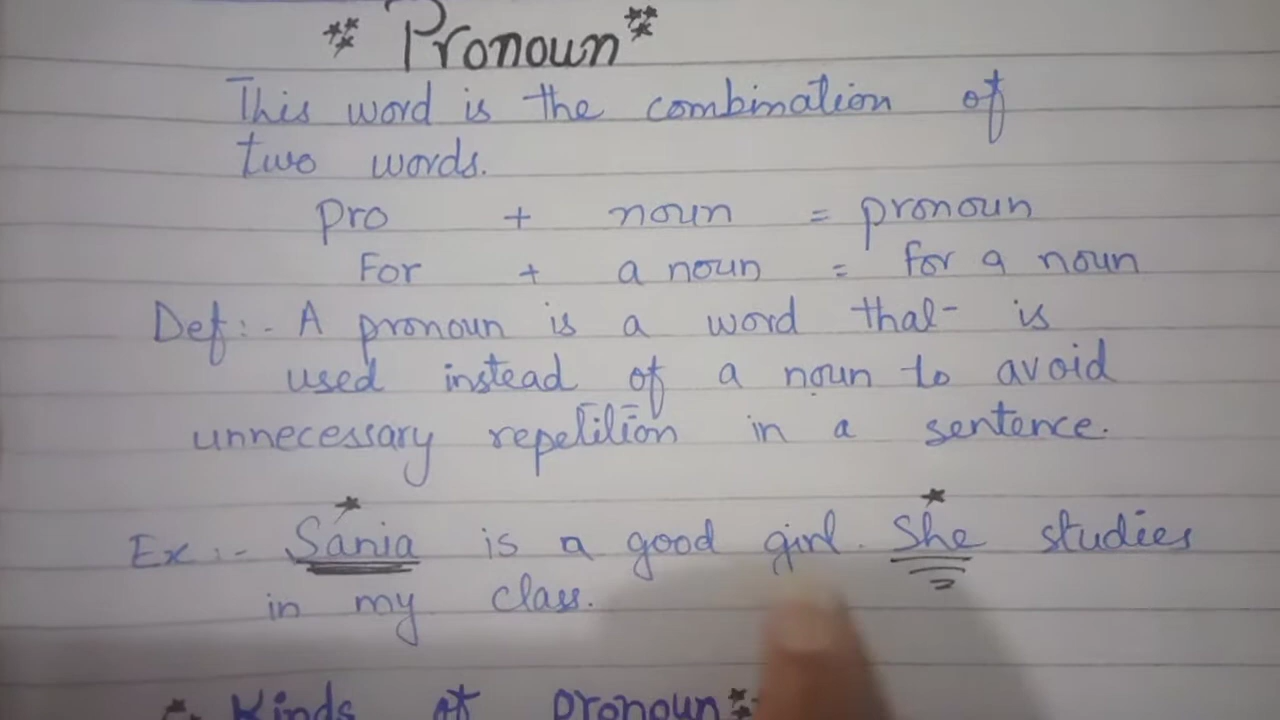 Pronoun
This word is the combination of
two words.
Pro + noun = pronoun
For + a noun = for a noun
Def:- A pronoun is a word that is
used instead of a noun to avoid
unnecessary repetition in a sentence.
Ex:- Sania is a good girl. She studies
in my class.
Kinds of pronoun